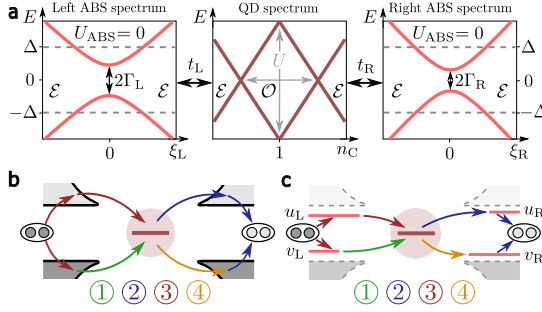 a
Left ABS spectrum
QD spectrum
Right ABS spectrum
E
U_ABS = 0
E
E
U_ABS = 0
Δ
0
−Δ
2Γ_L
ℰ
ℰ
t_L
ℰ
𝒪
U
ℰ
t_R
ℰ
2Γ_R
ℰ
Δ
0
−Δ
0
ξ_L
1
n_C
0
ξ_R
b
c
u_L
v_L
u_R
v_R
1 2 3 4
1 2 3 4